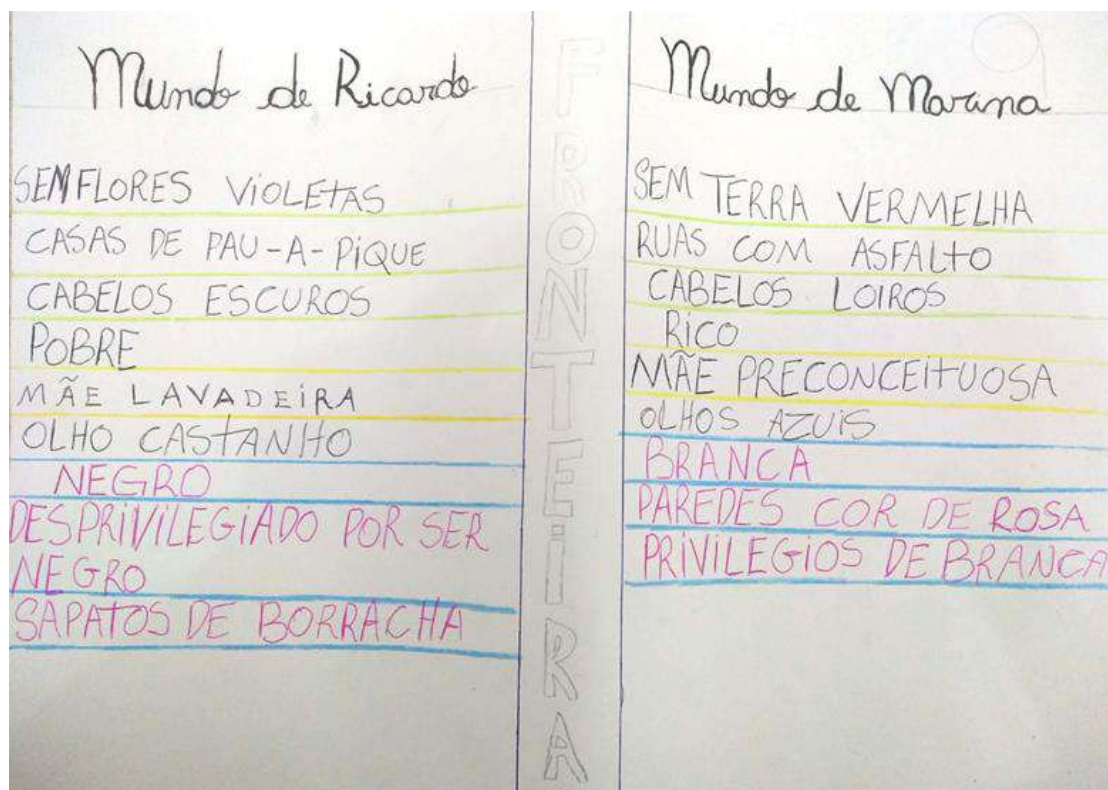 Mundo de Ricardo
SEM FLORES VIOLETAS
CASAS DE PAU-A-PIQUE
CABELOS ESCUROS
POBRE
MÃE LAVADEIRA
OLHO CASTANHO
NEGRO
DESPRIVILEGIADO POR SER
NEGRO
SAPATOS DE BORRACHA
FRONTEIRA
Mundo de Marina
SEM TERRA VERMELHA
RUAS COM ASFALTO
CABELOS LOIROS
RICO
MÃE PRECONCEITUOSA
OLHOS AZUIS
BRANCA
PAREDES COR DE ROSA
PRIVILEGIOS DE BRANCA